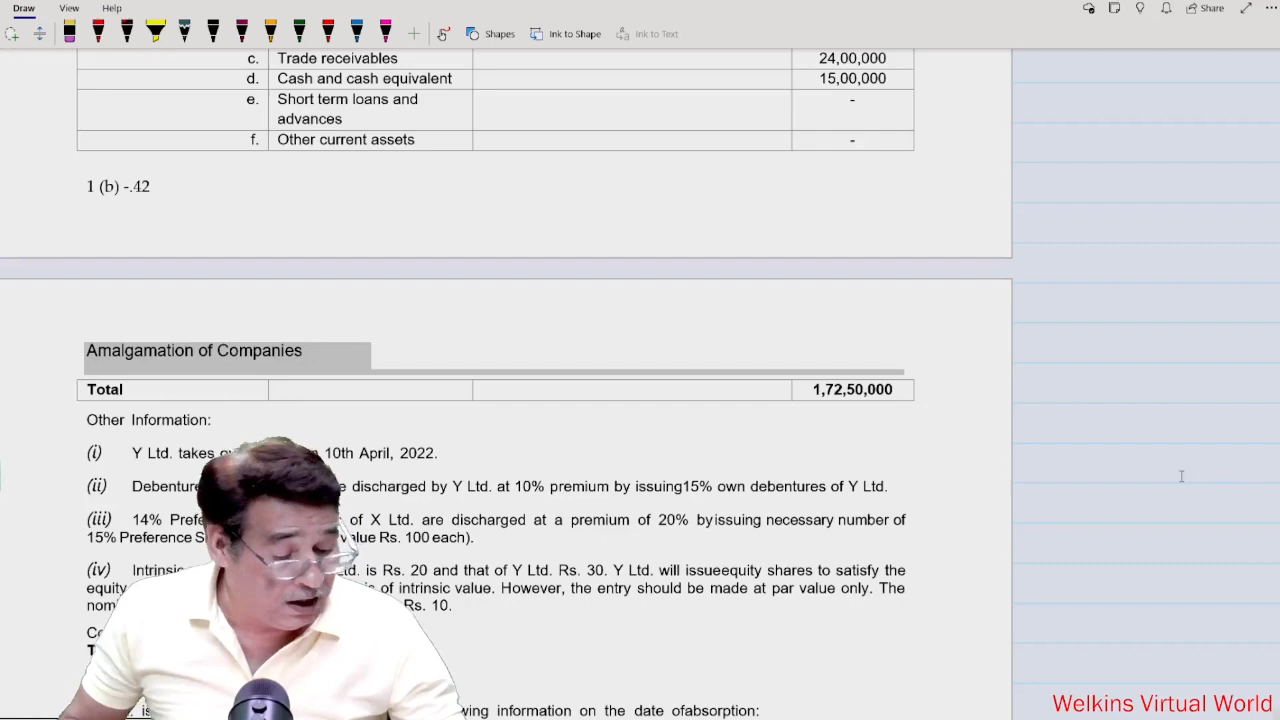 Draw View Help
Share
Shapes Ink to Shape Ink to Text
c. Trade receivables 24,00,000
d. Cash and cash equivalent 15,00,000
e. Short term loans and -
advances
f. Other current assets -
1 (b) -.42
Amalgamation of Companies
Total 1,72,50,000
Other Information:
(i) Y Ltd. takes 10th April, 2022.
(ii) Debenture discharged by Y Ltd. at 10% premium by issuing15% own debentures of Y Ltd.
(iii) 14% of X Ltd. are discharged at a premium of 20% byissuing necessary number of
15% Preference Rs. 100 each).
(iv) is Rs. 20 and that of Y Ltd. Rs. 30. Y Ltd. will issueequity shares to satisfy the
equity of intrinsic value. However, the entry should be made at par value only. The
Rs. 10.
information on the date ofabsorption:
Welkins Virtual World